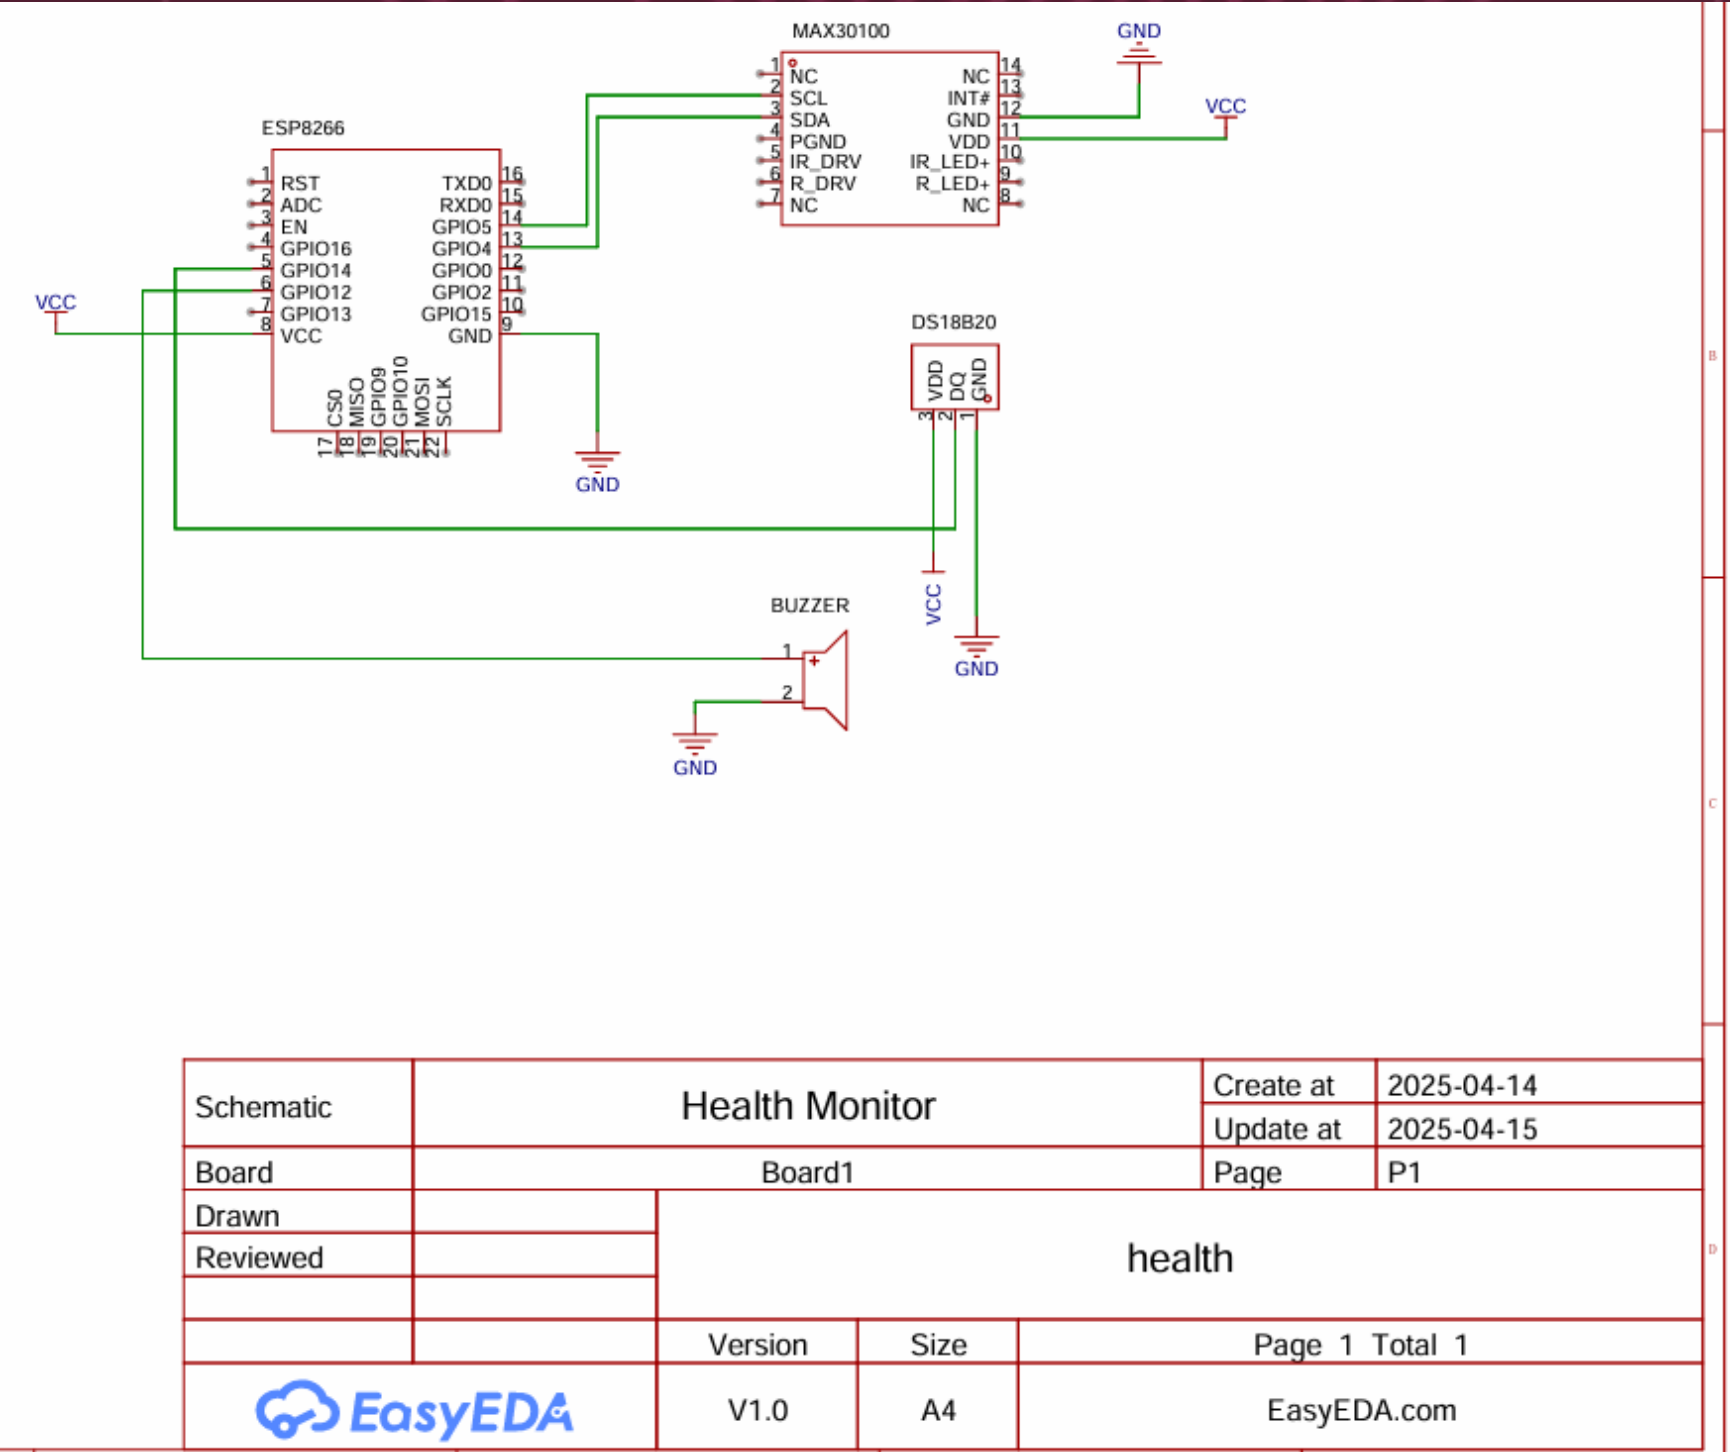 MAX30100
1 NC
2 SCL
3 SDA
4 PGND
5 IR_DRV
6 R_DRV
7 NC
NC 14
INT# 13
GND 12
VDD 11
IR_LED+ 10
R_LED+ 9
NC 8
GND
VCC
ESP8266
1 RST
2 ADC
3 EN
4 GPIO16
5 GPIO14
6 GPIO12
7 GPIO13
8 VCC
TXD0 16
RXD0 15
GPIO5 14
GPIO4 13
GPIO0 12
GPIO2 11
GPIO15 10
GND 9
17 CS0
18 MISO
19 GPIO9
20 GPIO10
21 MOSI
22 SCLK
VCC
GND
DS18B20
3 VDD
2 DQ
1 GND
VCC
GND
BUZZER
1 +
2
GND
B
C
D
Schematic
Health Monitor
Create at 2025-04-14
Update at 2025-04-15
Board
Board1
Page P1
Drawn
Reviewed
health
Version Size Page 1 Total 1
EasyEDA V1.0 A4 EasyEDA.com